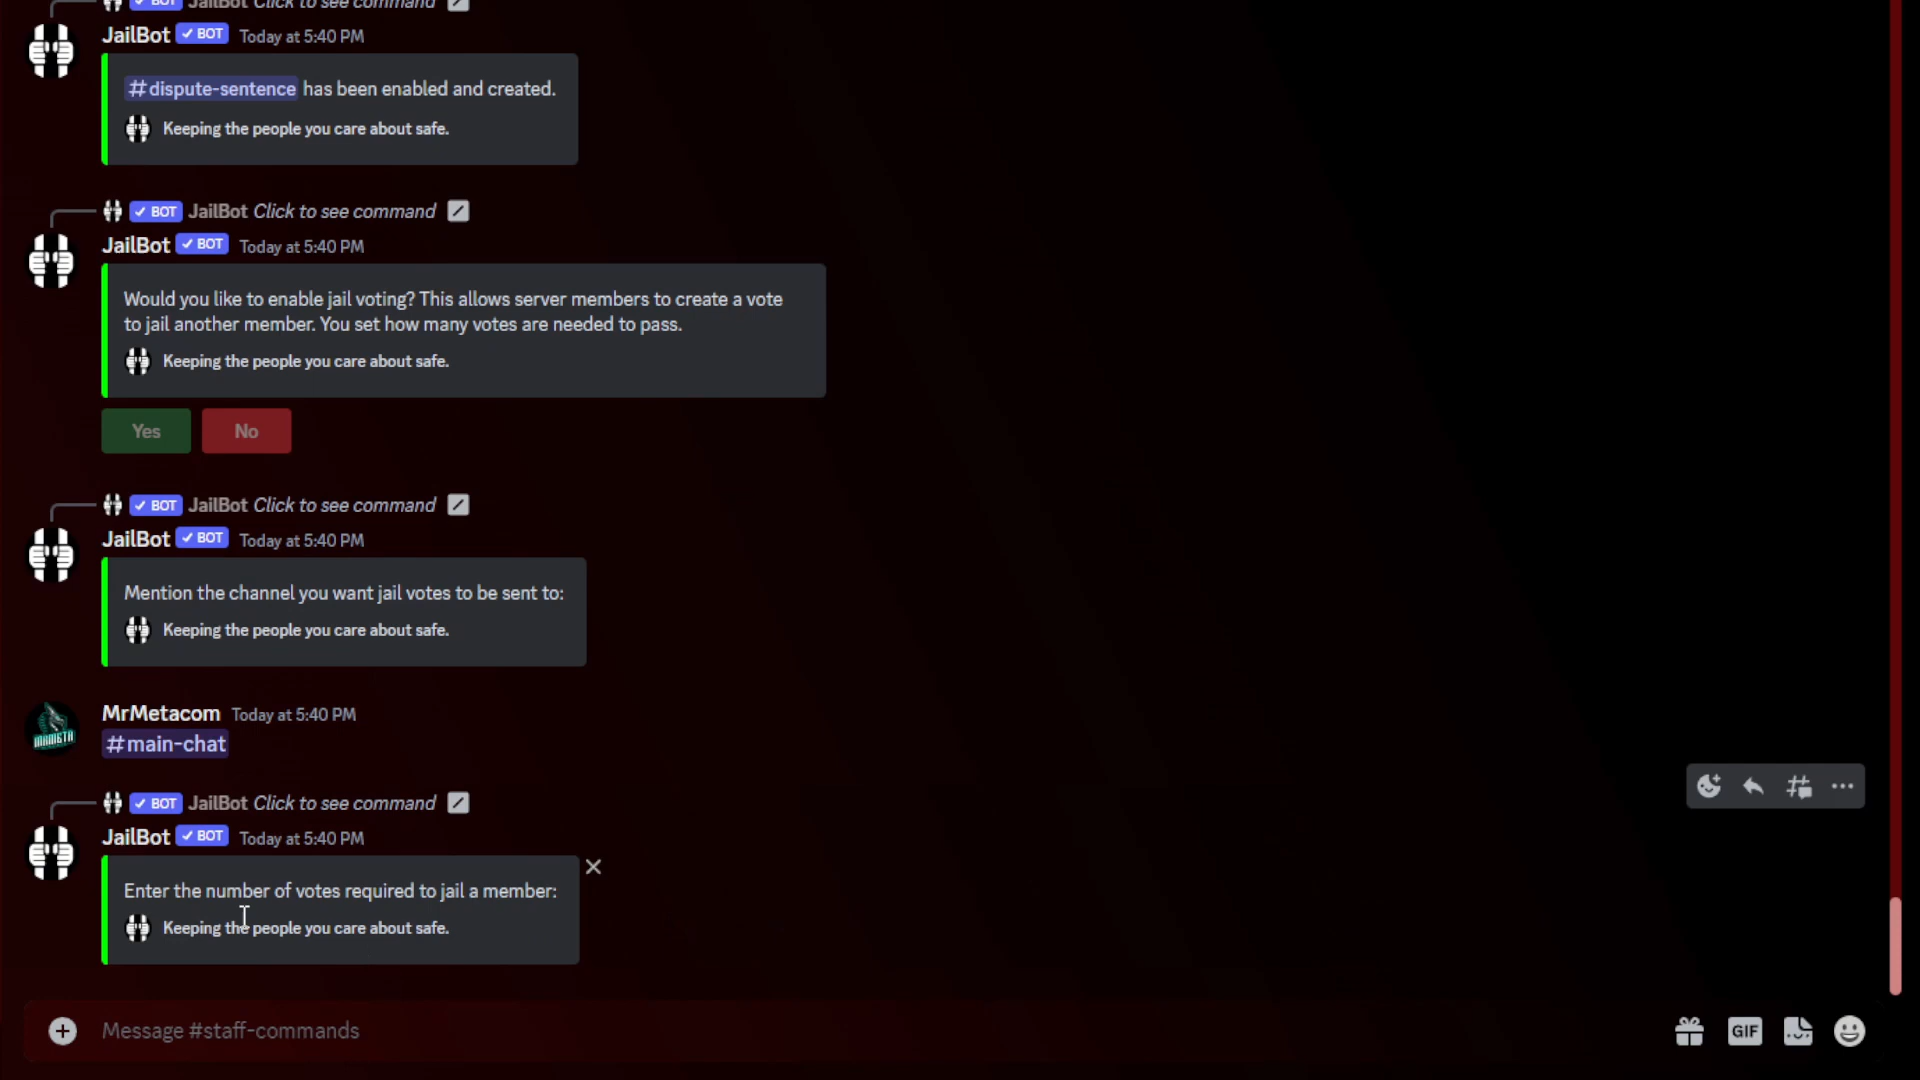 BOT JailBot Click to see command
JailBot BOT Today at 5:40 PM
#dispute-sentence has been enabled and created.
Keeping the people you care about safe.
BOT JailBot Click to see command
JailBot BOT Today at 5:40 PM
Would you like to enable jail voting? This allows server members to create a vote
to jail another member. You set how many votes are needed to pass.
Keeping the people you care about safe.
Yes No
BOT JailBot Click to see command
JailBot BOT Today at 5:40 PM
Mention the channel you want jail votes to be sent to:
Keeping the people you care about safe.
MrMetacom Today at 5:40 PM
#main-chat
BOT JailBot Click to see command
JailBot BOT Today at 5:40 PM
Enter the number of votes required to jail a member:
Keeping the people you care about safe.
Message #staff-commands
GIF